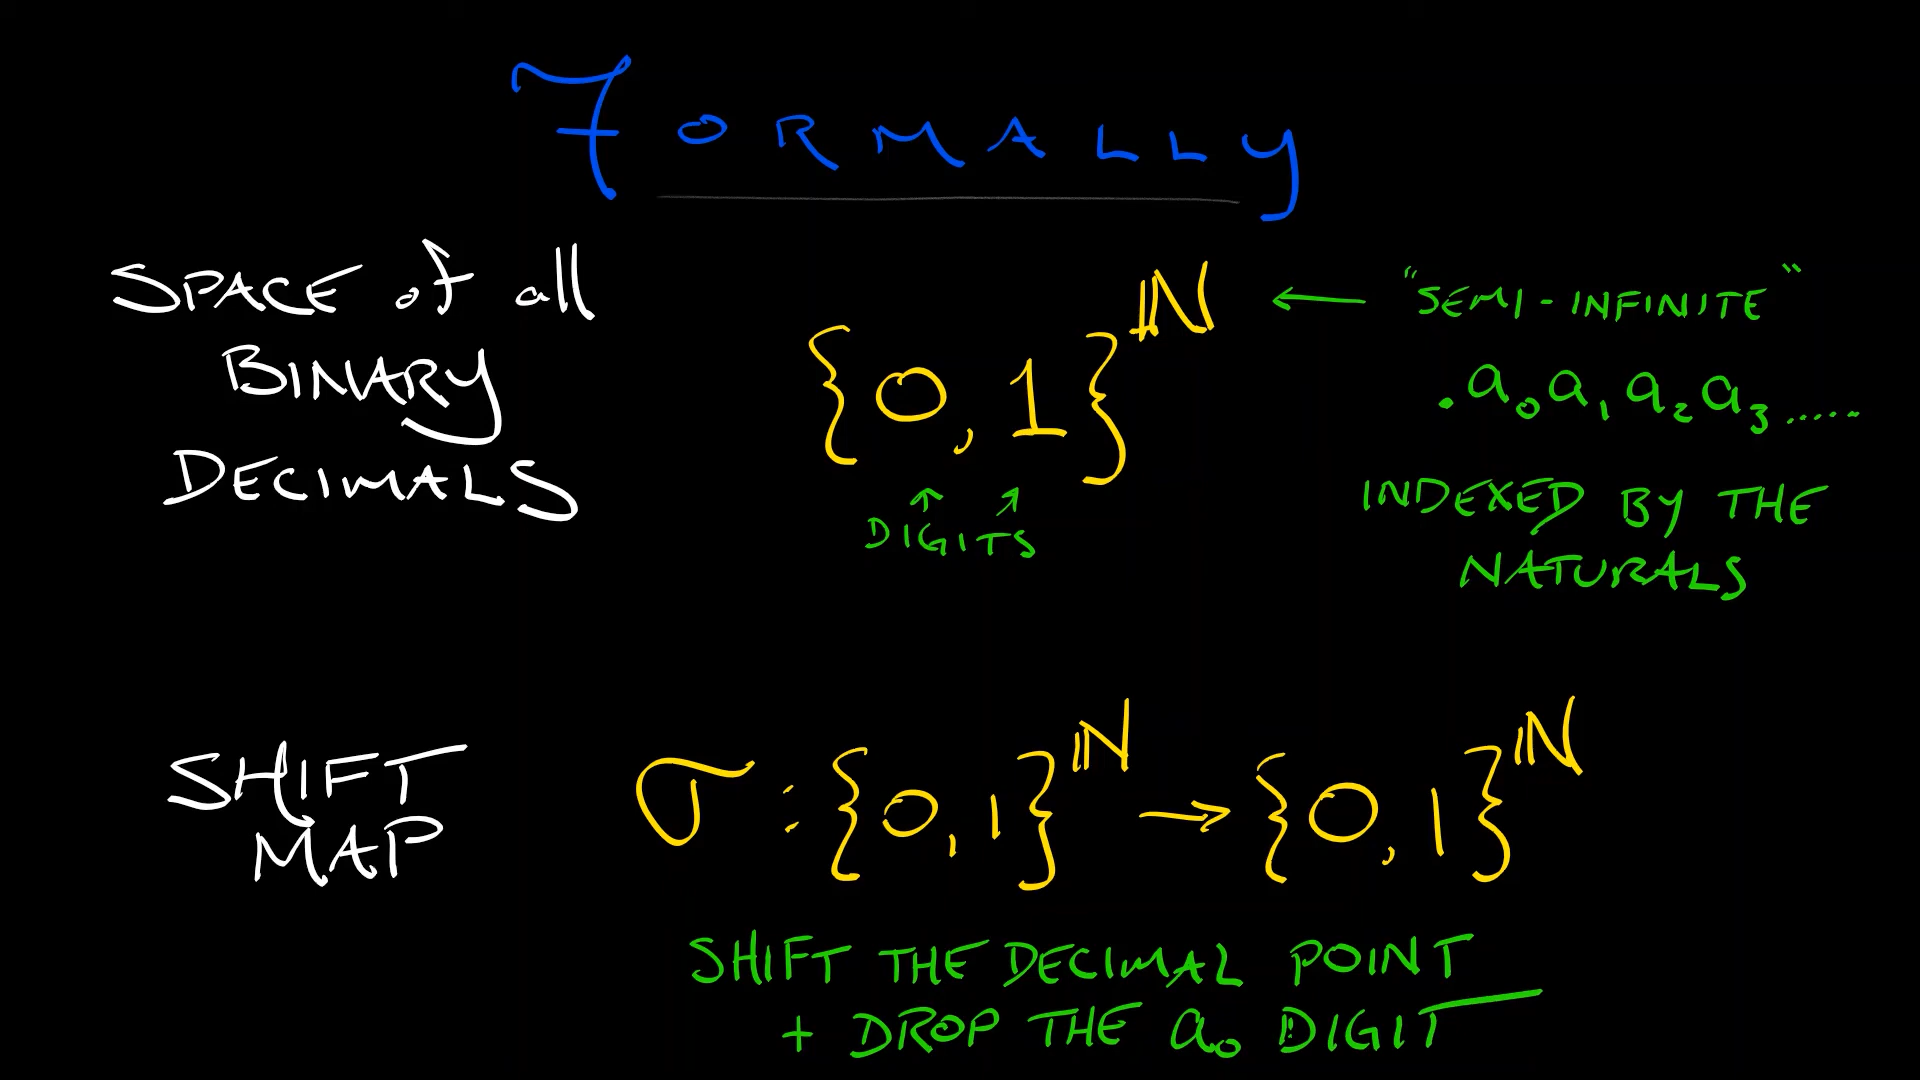 FORMALLY
SPACE of all
BINARY
DECIMALS
{0,1}^ℕ
← "SEMI-INFINITE"
.a₀a₁a₂a₃.....
↑ ↗
DIGITS
INDEXED BY THE
NATURALS
SHIFT
MAP
σ : {0,1}^ℕ → {0,1}^ℕ
SHIFT THE DECIMAL POINT
+ DROP THE a₀ DIGIT